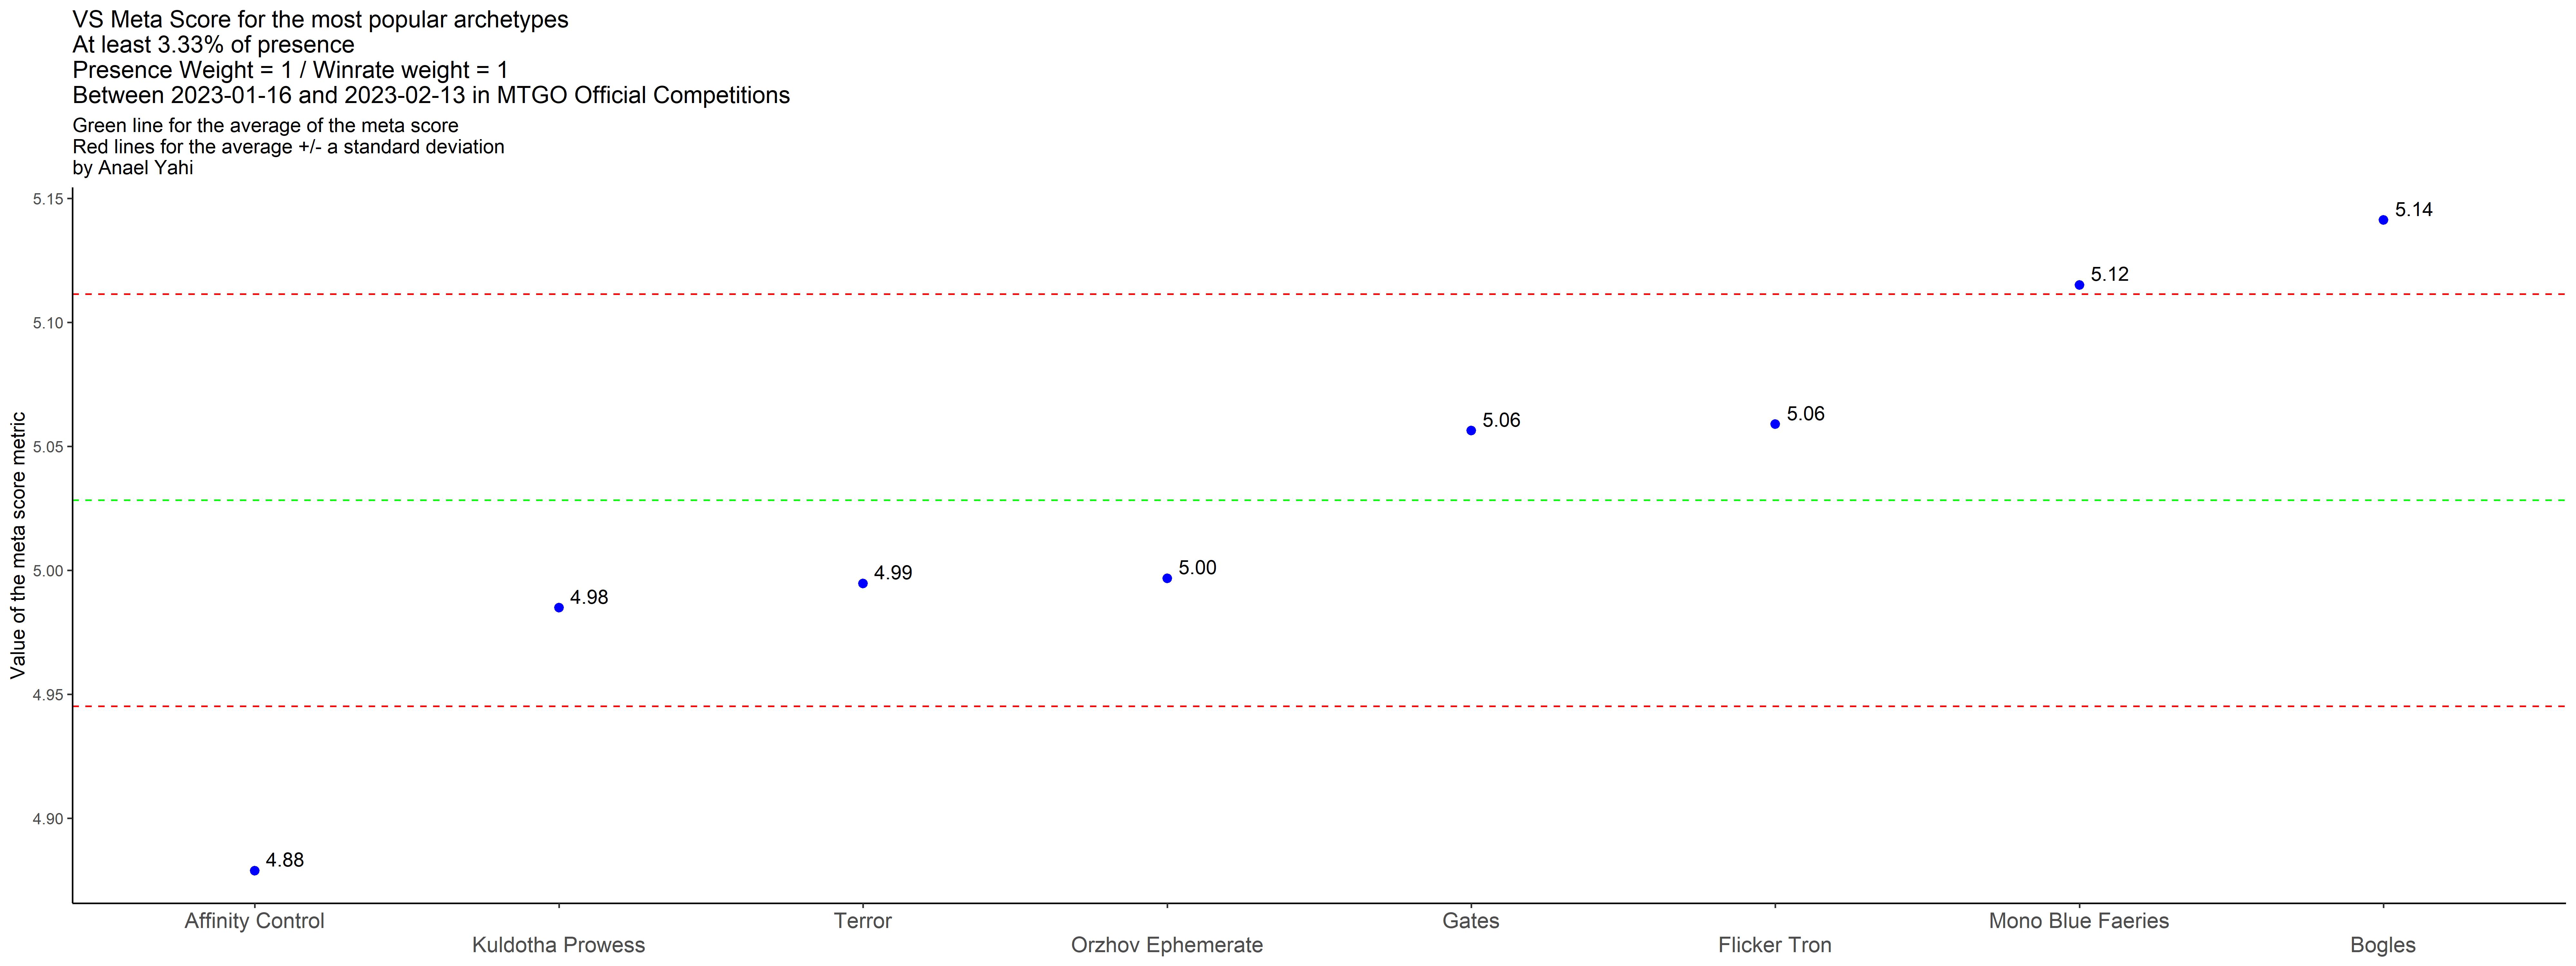 VS Meta Score for the most popular archetypes
At least 3.33% of presence
Presence Weight = 1 / Winrate weight = 1
Between 2023-01-16 and 2023-02-13 in MTGO Official Competitions
Green line for the average of the meta score
Red lines for the average +/- a standard deviation
by Anael Yahi
Value of the meta score metric
5.15
5.10
5.05
5.00
4.95
4.90
4.88
4.98
4.99
5.00
5.06
5.06
5.12
5.14
Affinity Control
Kuldotha Prowess
Terror
Orzhov Ephemerate
Gates
Flicker Tron
Mono Blue Faeries
Bogles